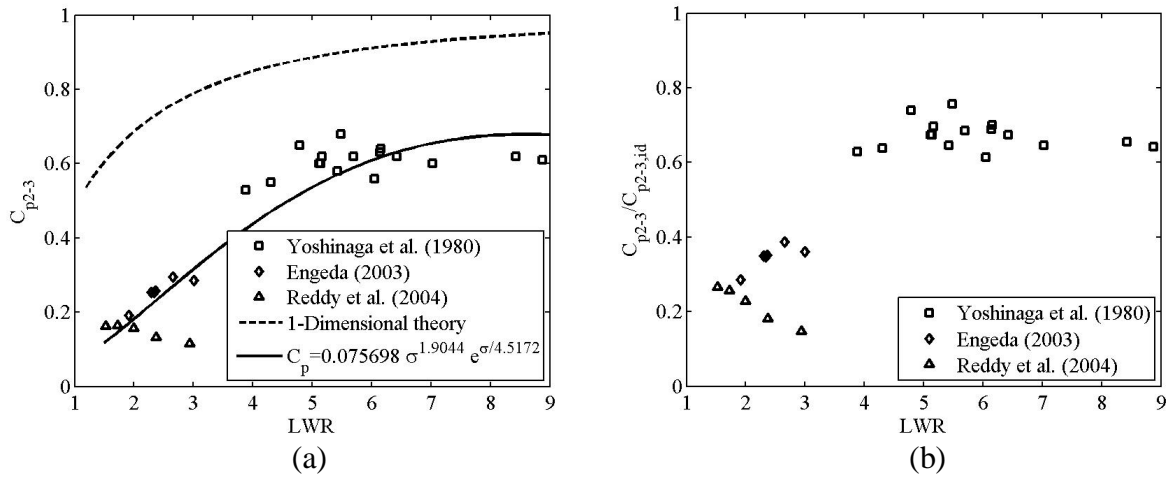 1
0.8
0.6
0.4
0.2
0
C_{p2-3}
1 2 3 4 5 6 7 8 9
LWR
Yoshinaga et al. (1980)
Engeda (2003)
Reddy et al. (2004)
1-Dimensional theory
C_p=0.075698 σ^{1.9044} e^{σ/4.5172}
(a)
1
0.8
0.6
0.4
0.2
0
C_{p2-3}/C_{p2-3,id}
1 2 3 4 5 6 7 8 9
LWR
Yoshinaga et al. (1980)
Engeda (2003)
Reddy et al. (2004)
(b)